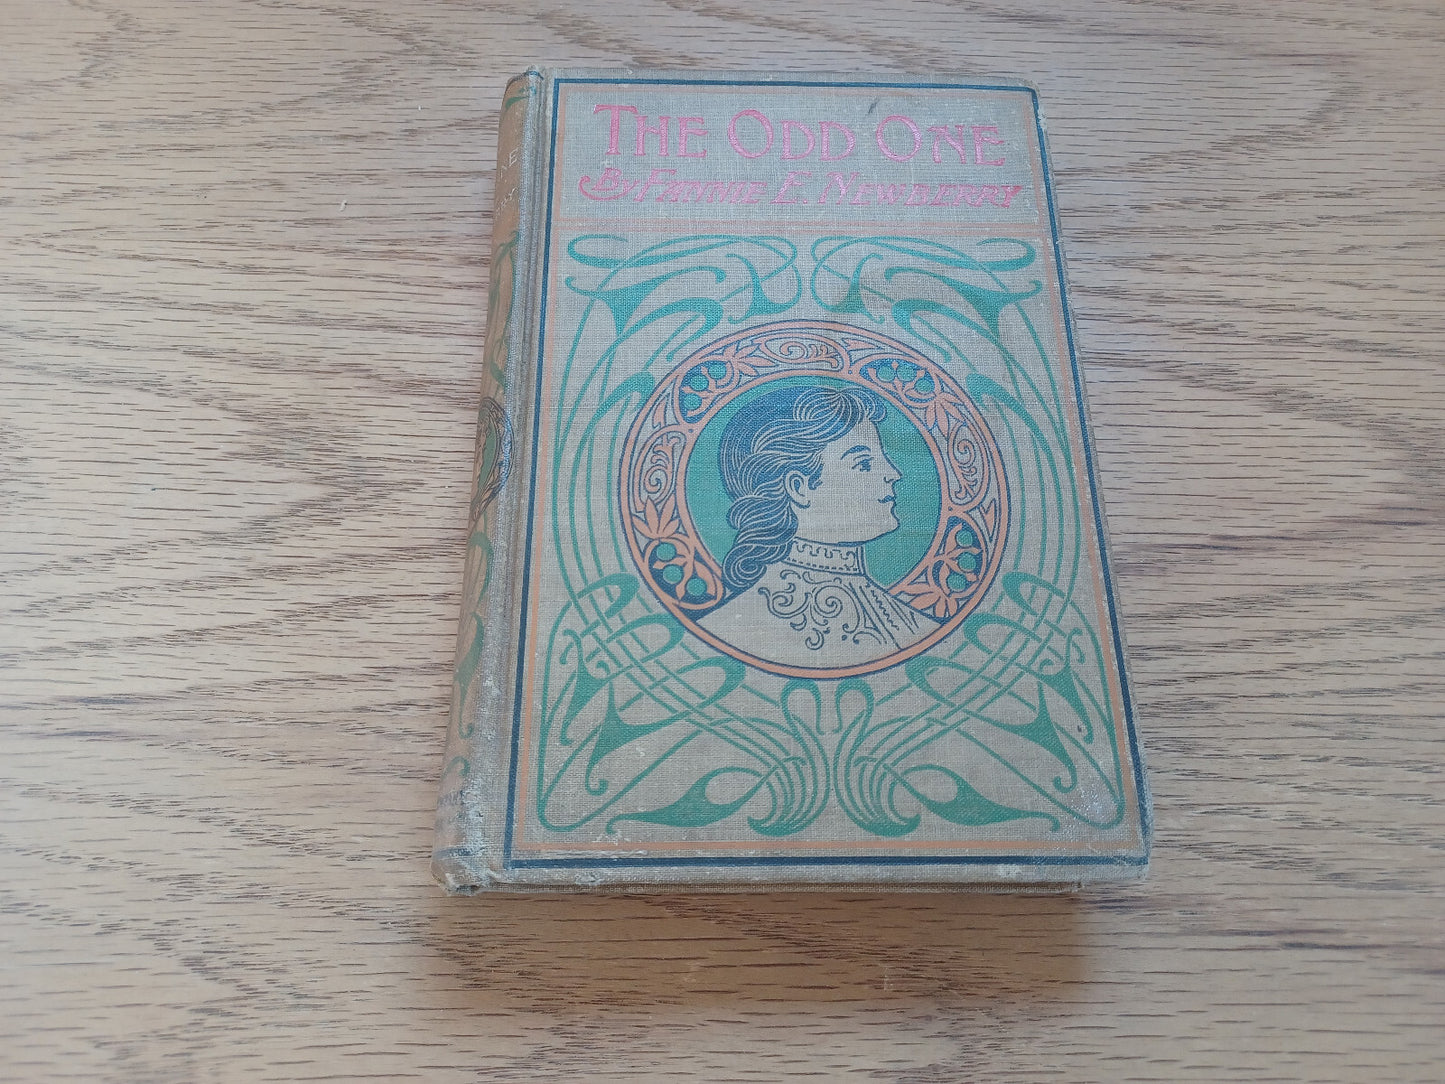 THE ODD ONE
BY FANNIE E. NEWBERRY